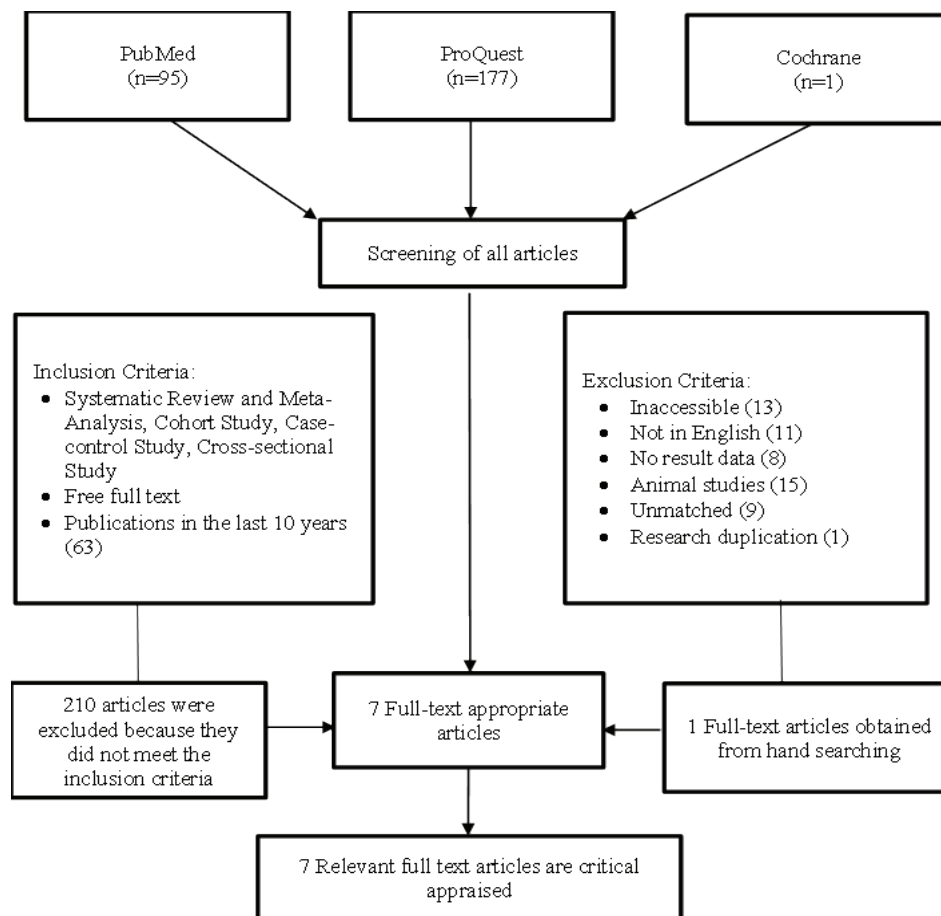 PubMed
(n=95)
ProQuest
(n=177)
Cochrane
(n=1)
Screening of all articles
Inclusion Criteria:
• Systematic Review and Meta-
Analysis, Cohort Study, Case-
control Study, Cross-sectional
Study
• Free full text
• Publications in the last 10 years
(63)
Exclusion Criteria:
• Inaccessible (13)
• Not in English (11)
• No result data (8)
• Animal studies (15)
• Unmatched (9)
• Research duplication (1)
210 articles were
excluded because they
did not meet the
inclusion criteria
7 Full-text appropriate
articles
1 Full-text articles obtained
from hand searching
7 Relevant full text articles are critical
appraised